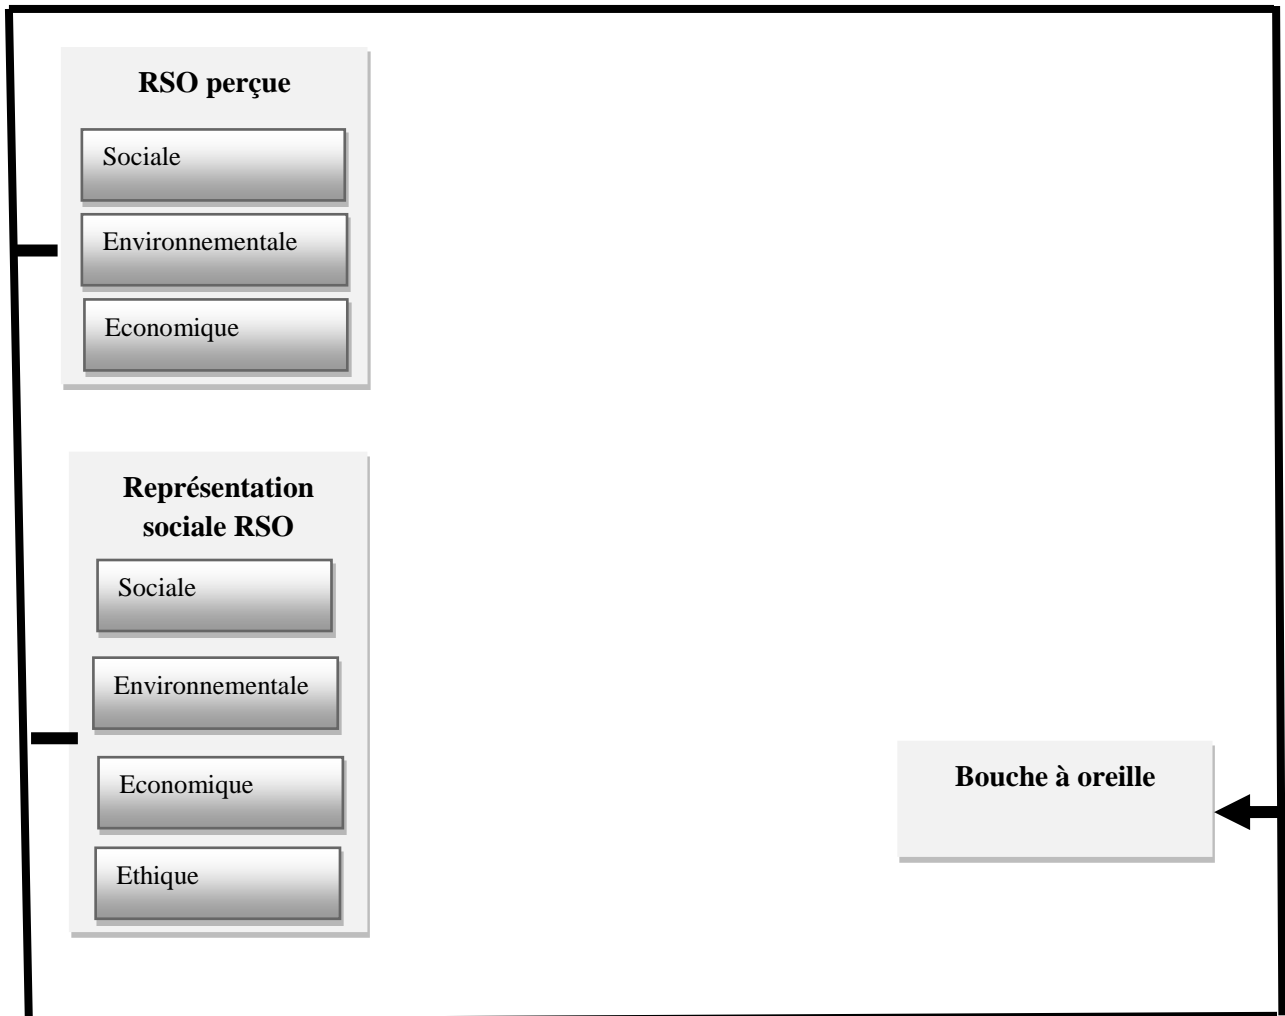 RSO perçue
Sociale
Environnementale
Economique
Représentation
sociale RSO
Sociale
Environnementale
Economique
Ethique
Bouche à oreille